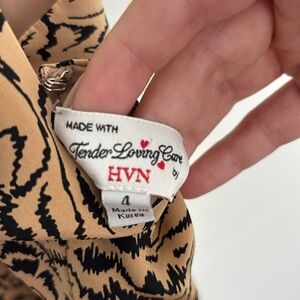 MADE WITH
Tender Loving Care
by
HVN
4
Made in
Korea